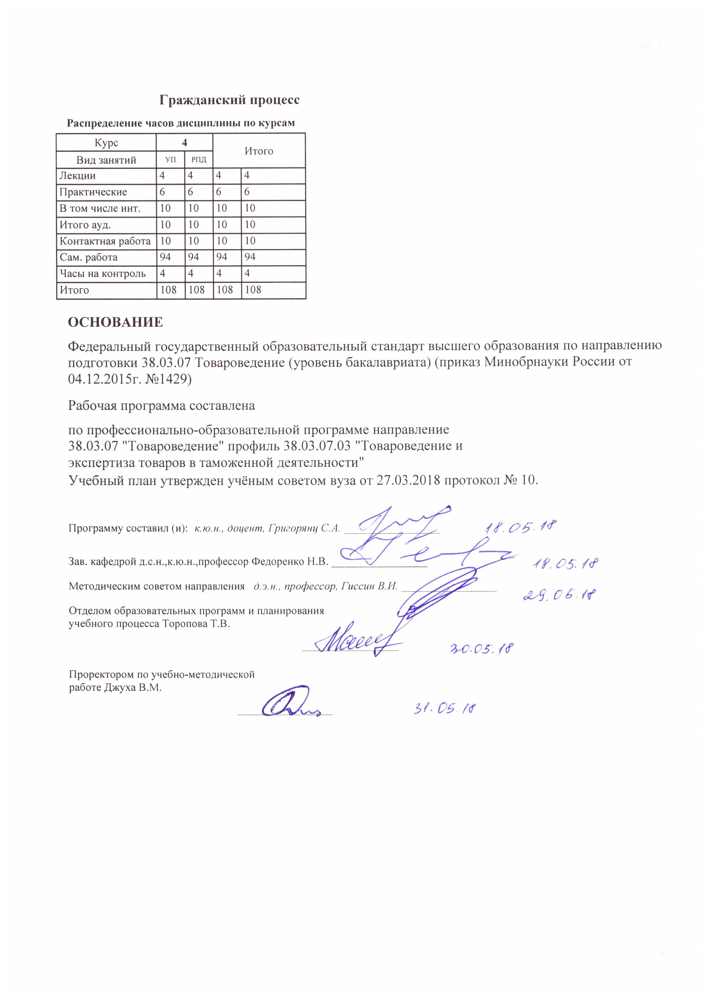 стр. 2
Гражданский процесс
Распределение часов дисциплины по курсам
Курс 4 Итого
Вид занятий УП РПД
Лекции 4 4 4 4
Практические 6 6 6 6
В том числе инт. 10 10 10 10
Итого ауд. 10 10 10 10
Контактная работа 10 10 10 10
Сам. работа 94 94 94 94
Часы на контроль 4 4 4 4
Итого 108 108 108 108
ОСНОВАНИЕ
Федеральный государственный образовательный стандарт высшего образования по направлению
подготовки 38.03.07 Товароведение (уровень бакалавриата) (приказ Минобрнауки России от
04.12.2015г. №1429)
Рабочая программа составлена
по профессионально-образовательной программе направление
38.03.07 "Товароведение" профиль 38.03.07.03 "Товароведение и
экспертиза товаров в таможенной деятельности"
Учебный план утвержден учёным советом вуза от 27.03.2018 протокол № 10.
Программу составил (и): к.ю.н., доцент, Григорянц С.А. 18.05.18
Зав. кафедрой д.с.н.,к.ю.н.,профессор Федоренко Н.В. 18.05.18
Методическим советом направления д.э.н., профессор, Гиссин В.И. 29.05.18
Отделом образовательных программ и планирования
учебного процесса Торопова Т.В.
30.05.18
Проректором по учебно-методической
работе Джуха В.М.
31.05.18